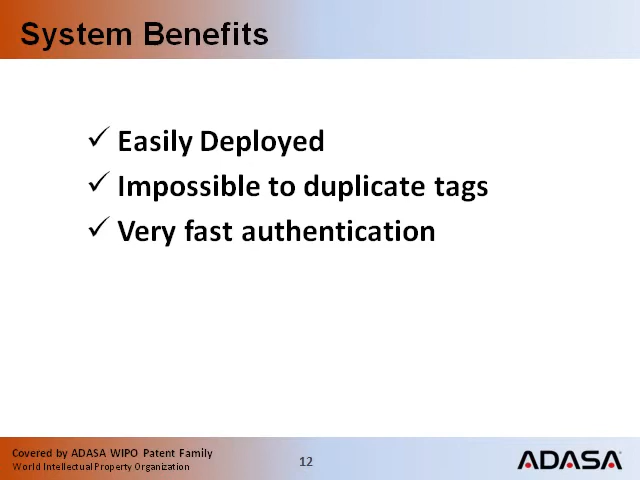 System Benefits
✓ Easily Deployed
✓ Impossible to duplicate tags
✓ Very fast authentication
Covered by ADASA WIPO Patent Family
World Intellectual Property Organization
12
ADASA